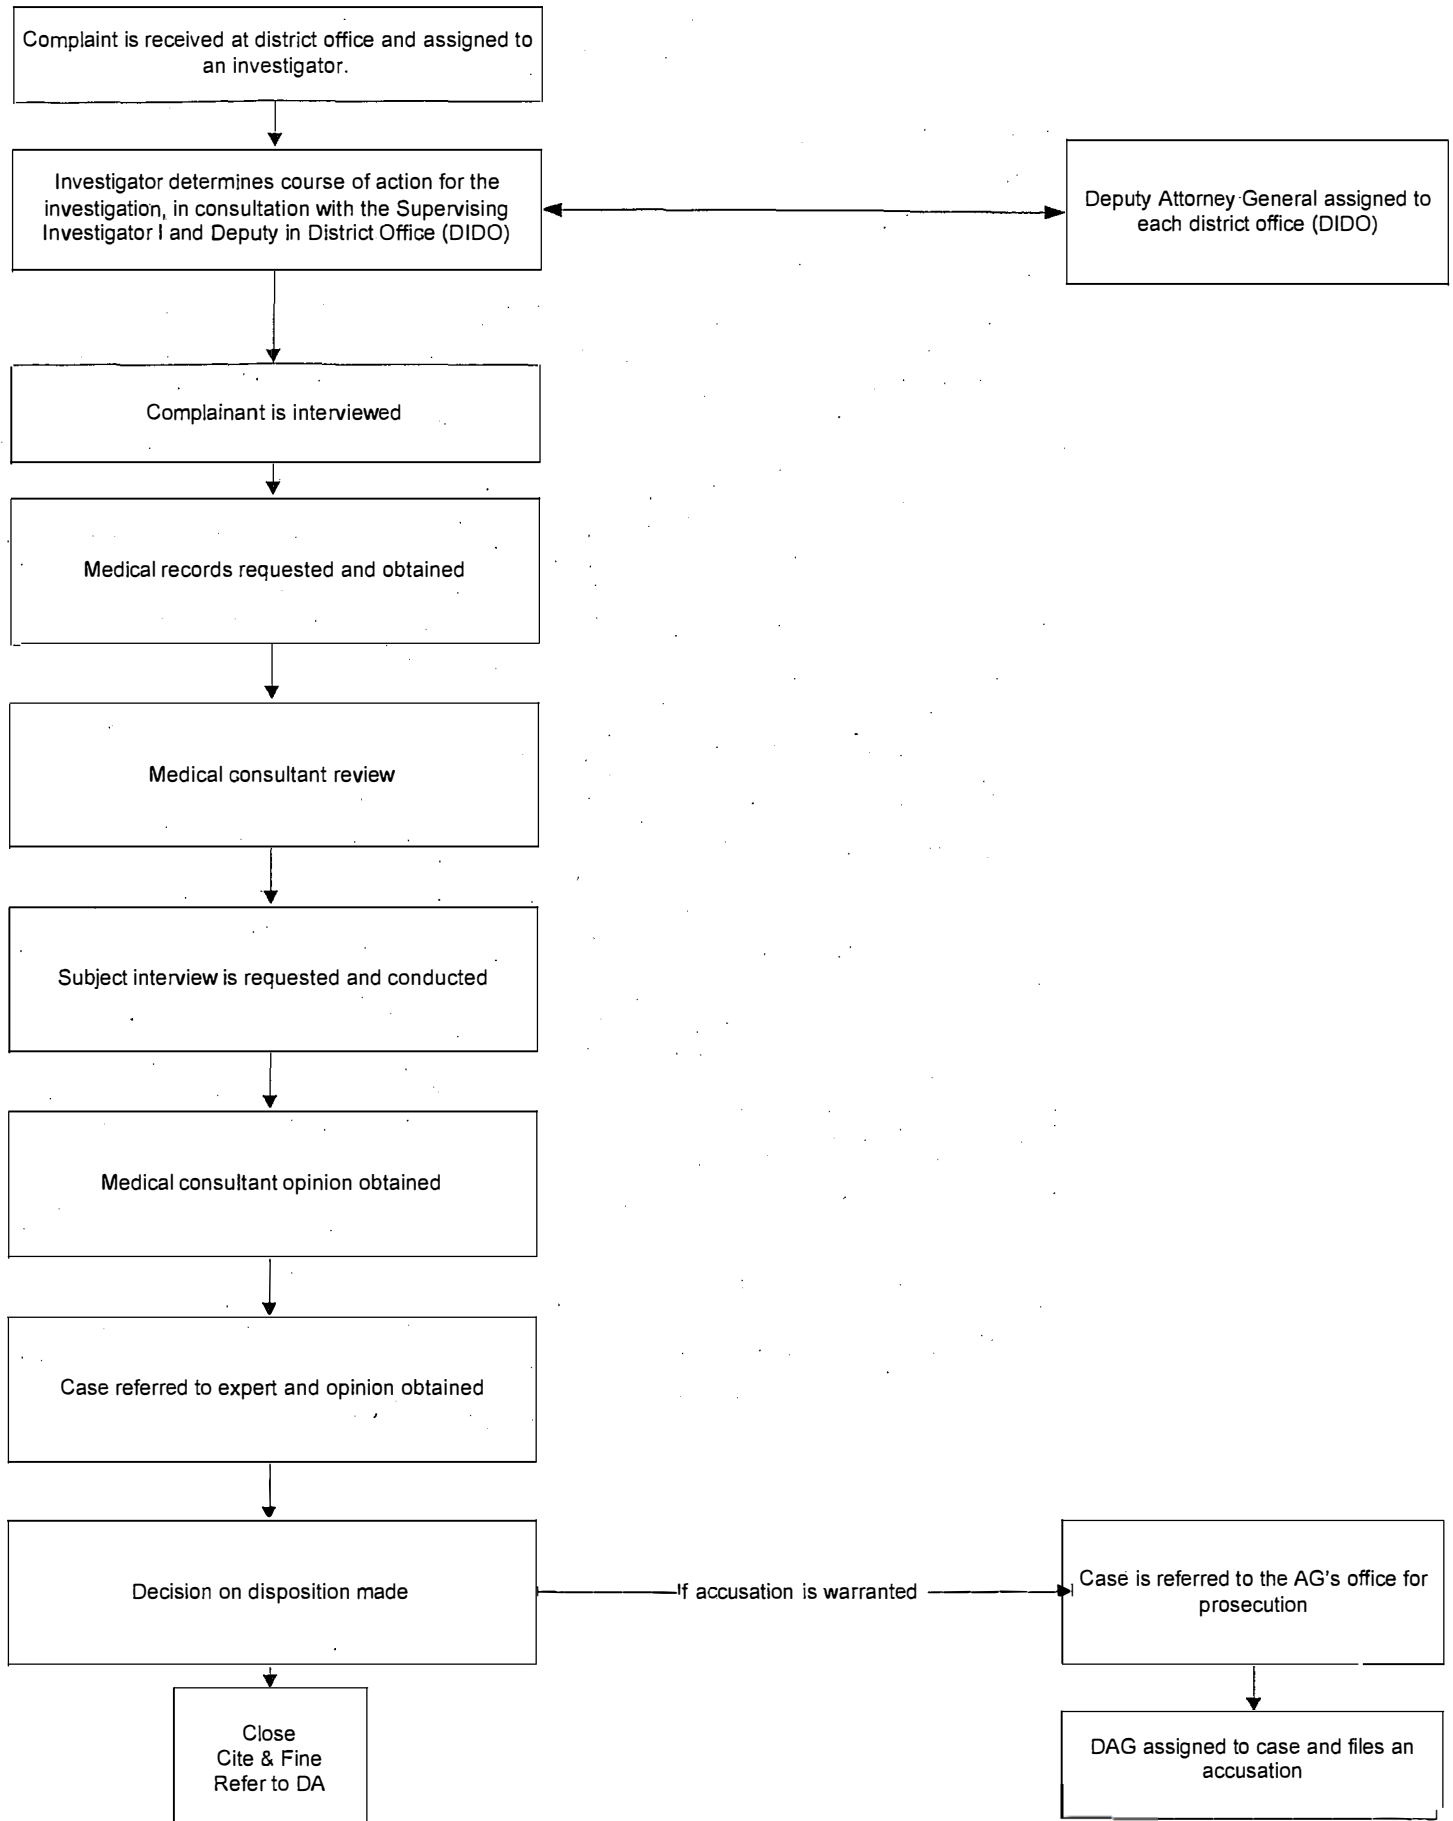 Complaint is received at district office and assigned to
an investigator.
Investigator determines course of action for the
investigation, in consultation with the Supervising
Investigator I and Deputy in District Office (DIDO)
Deputy Attorney General assigned to
each district office (DIDO)
Complainant is interviewed
Medical records requested and obtained
Medical consultant review
Subject interview is requested and conducted
Medical consultant opinion obtained
Case referred to expert and opinion obtained
Decision on disposition made
If accusation is warranted
Case is referred to the AG's office for
prosecution
Close
Cite & Fine
Refer to DA
DAG assigned to case and files an
accusation